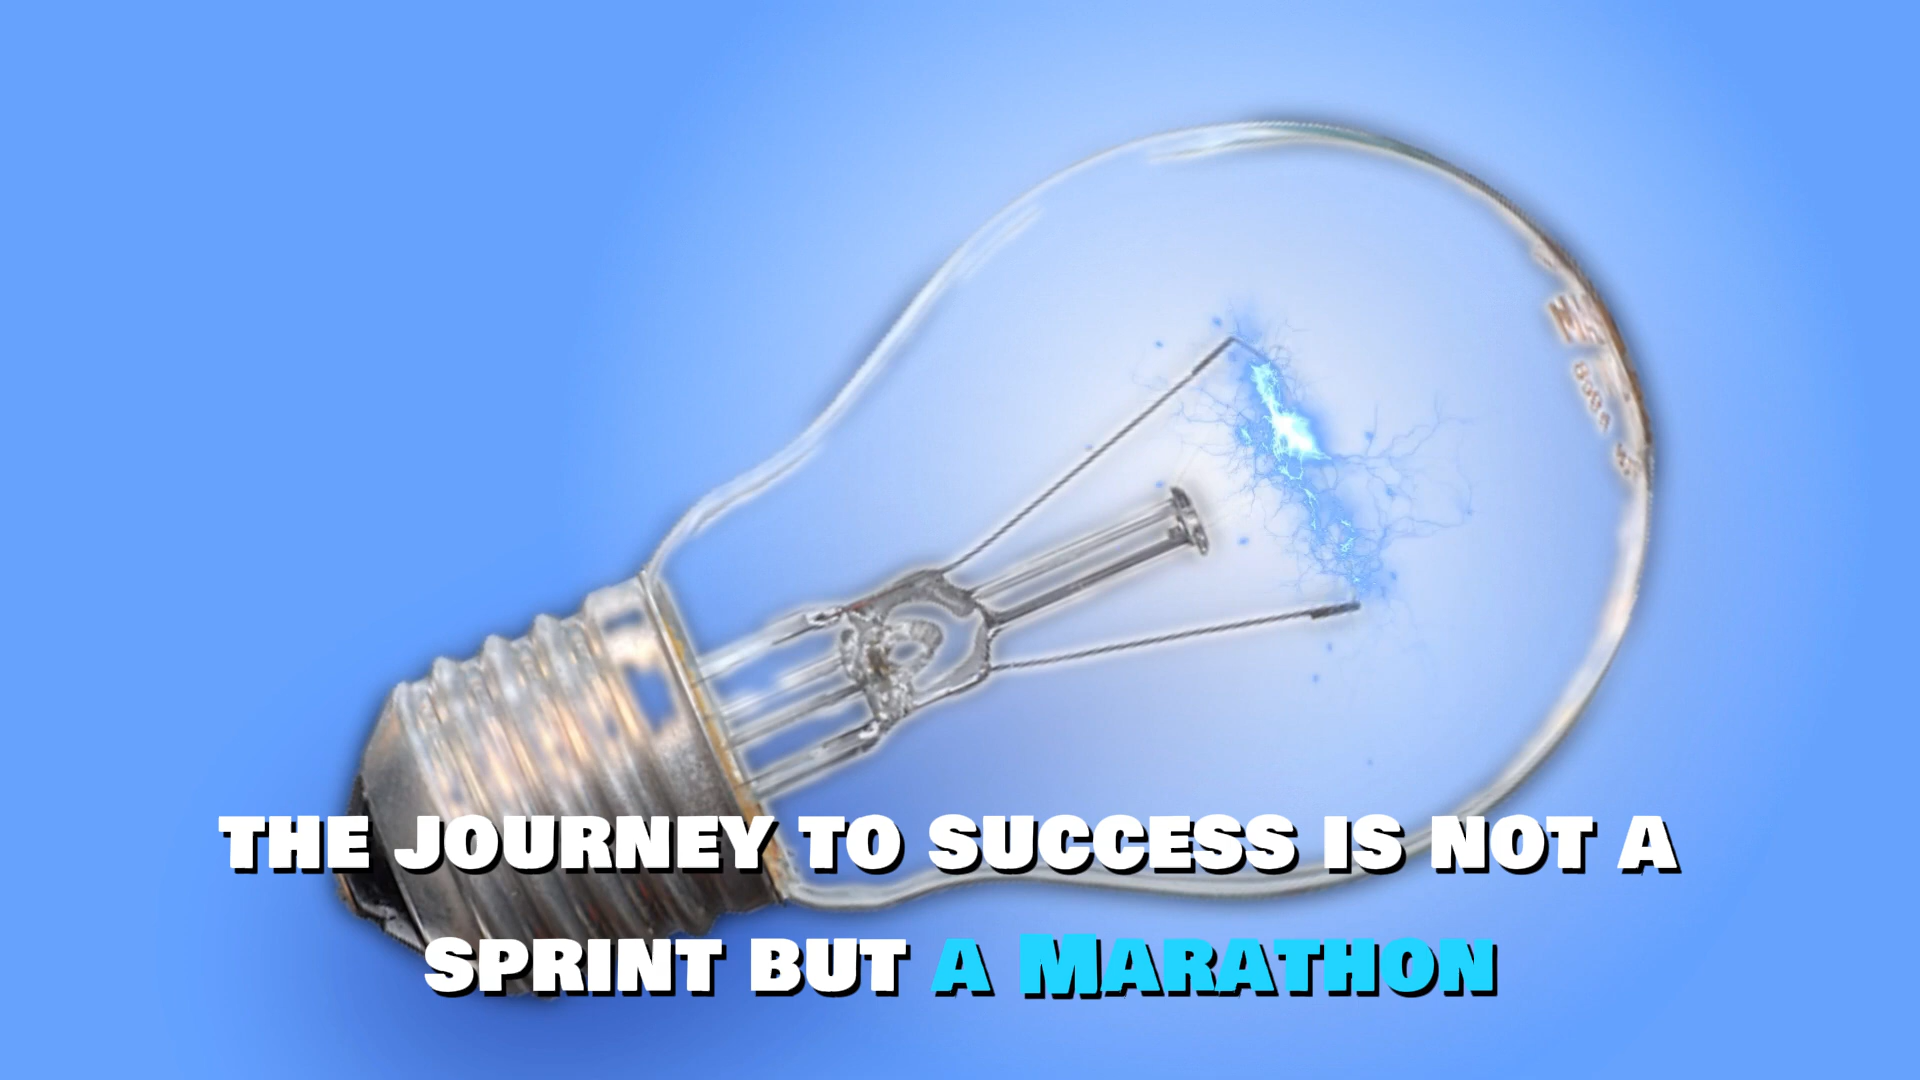 THE JOURNEY TO SUCCESS IS NOT A
SPRINT BUT A MARATHON